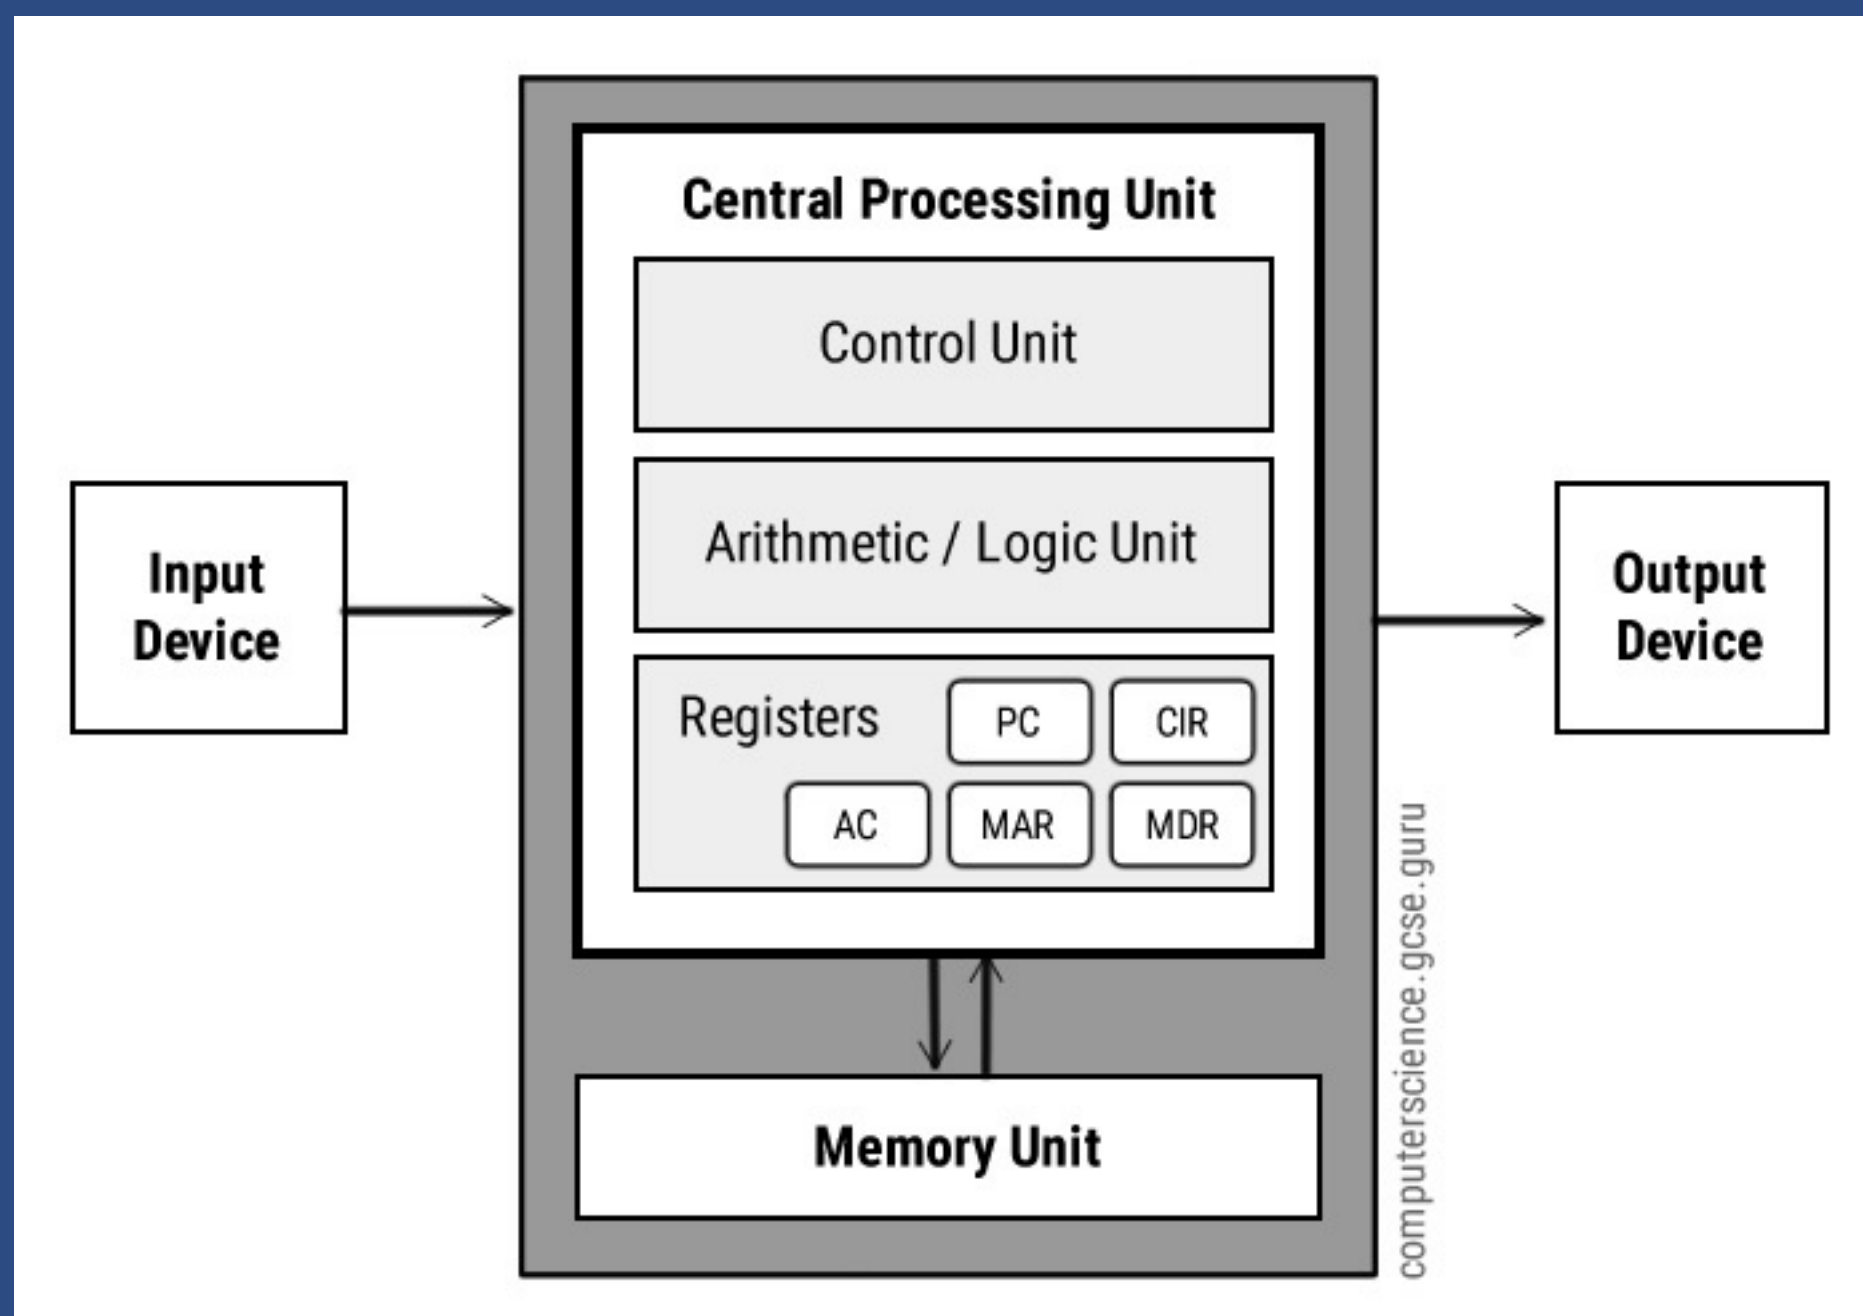 Central Processing Unit
Control Unit
Arithmetic / Logic Unit
Registers
PC
CIR
AC
MAR
MDR
Input
Device
Output
Device
Memory Unit
computerscience.gcse.guru